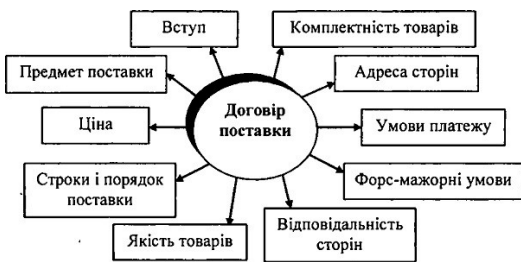 Вступ
Комплектність товарів
Предмет поставки
Адреса сторін
Договір
поставки
Ціна
Умови платежу
Строки і порядок
поставки
Форс-мажорні умови
Якість товарів
Відповідальність
сторін